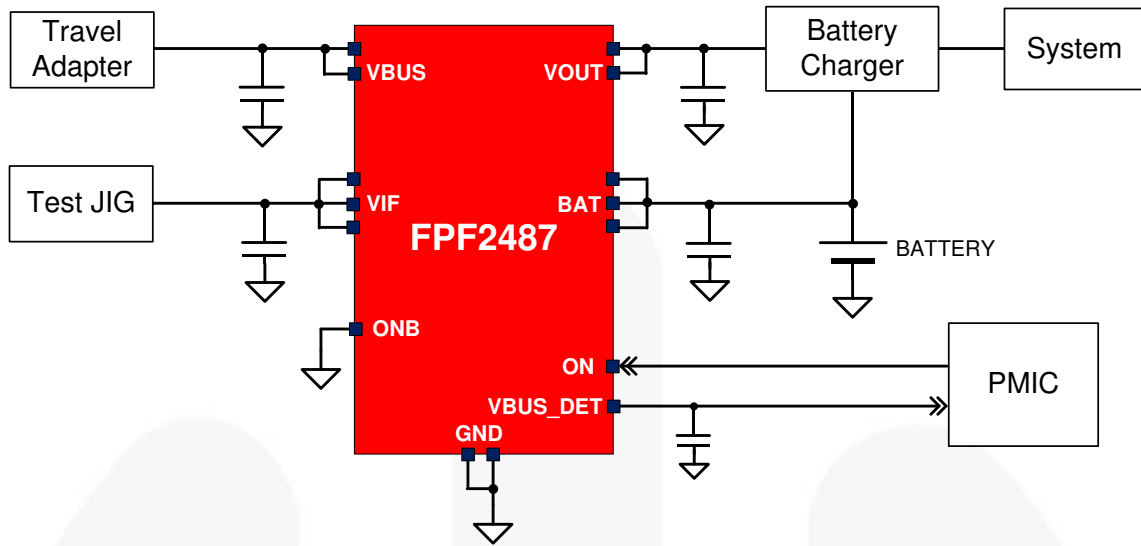 Travel
Adapter
VBUS
VOUT
Battery
Charger
System
Test JIG
VIF
BAT
FPF2487
BATTERY
ONB
ON
PMIC
VBUS_DET
GND